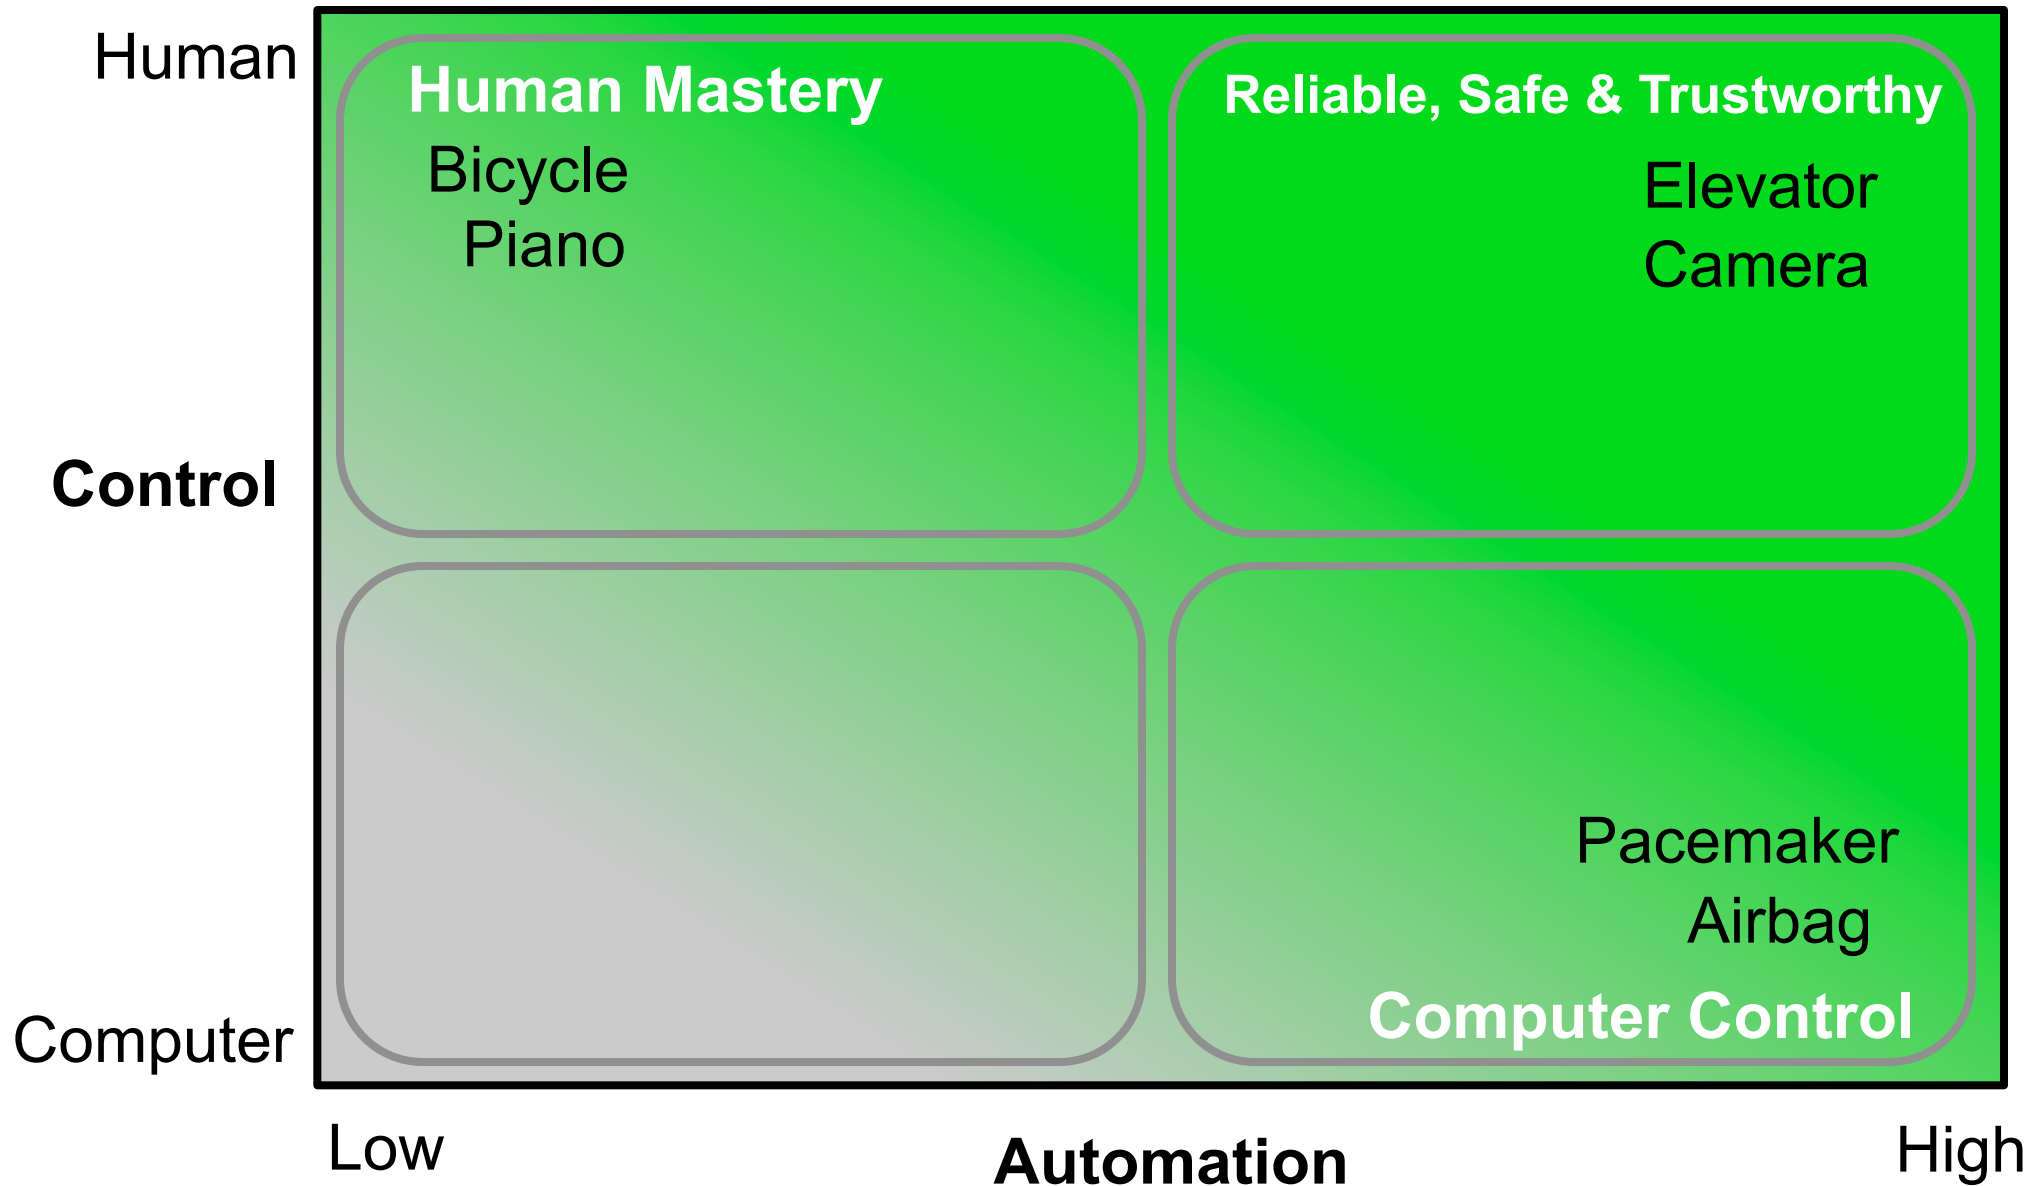 Human
Human Mastery
Bicycle
Piano
Reliable, Safe & Trustworthy
Elevator
Camera
Control
Pacemaker
Airbag
Computer Control
Computer
Low
Automation
High